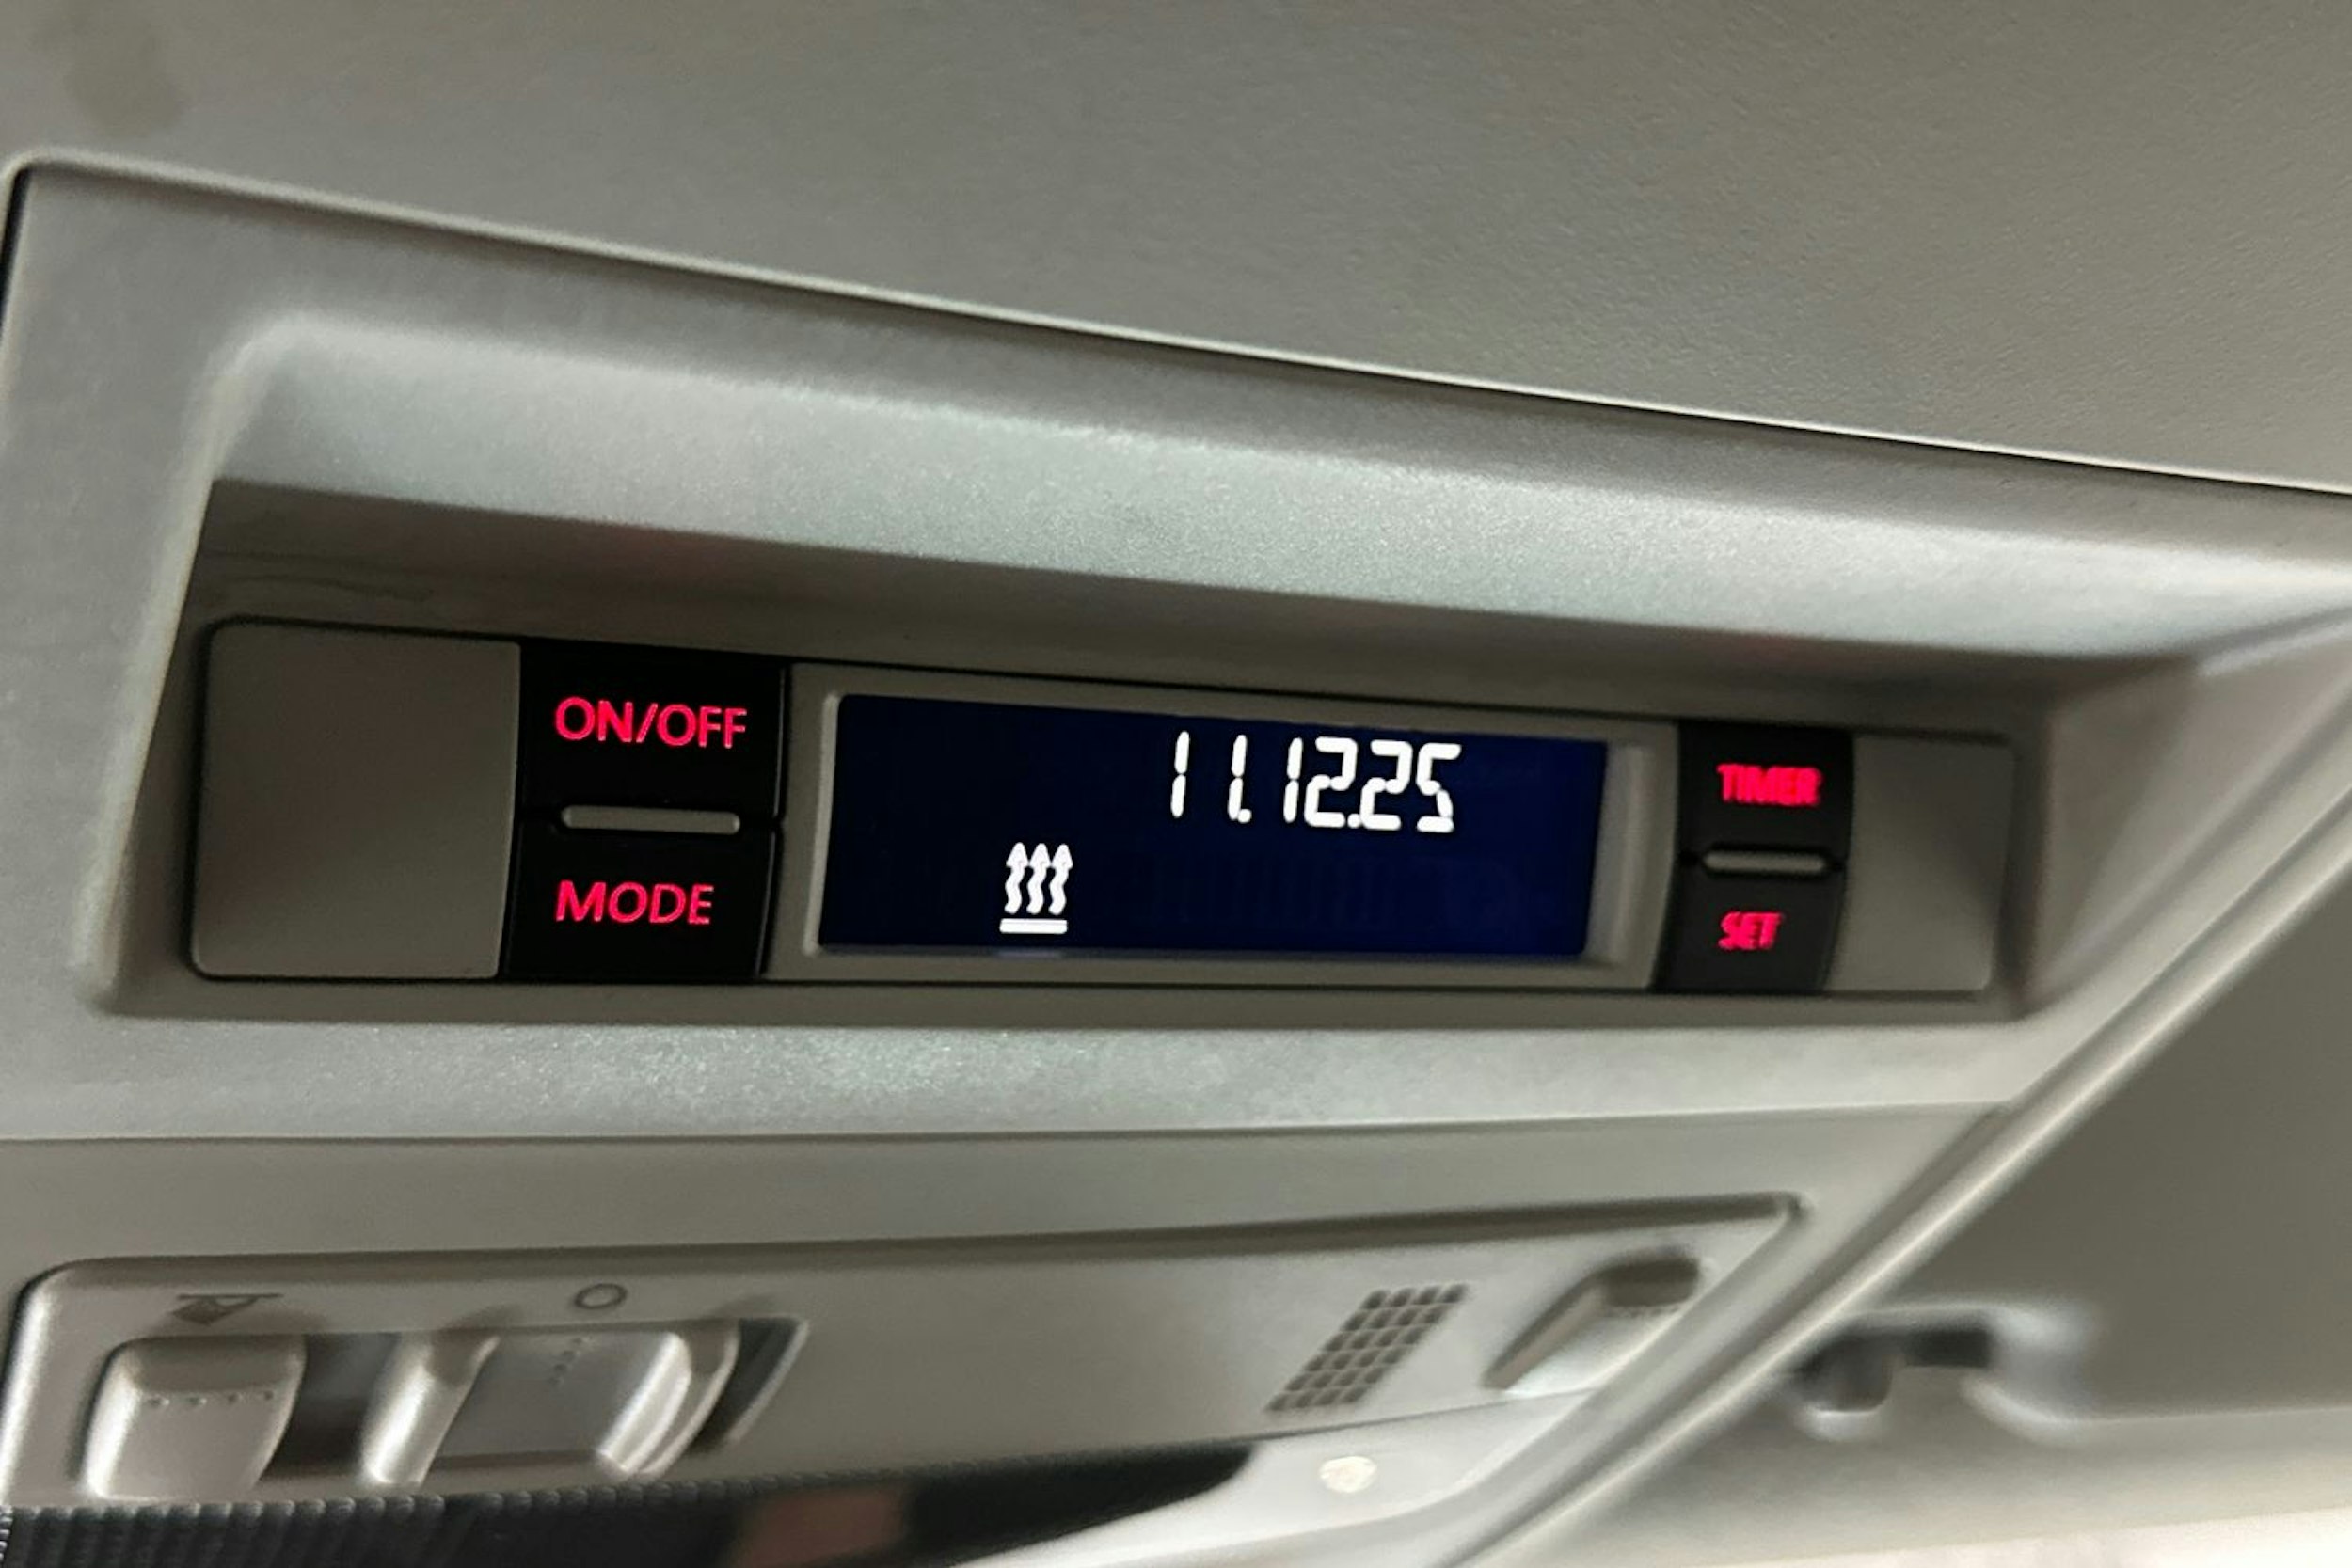 ON/OFF
11.12.25
TIMER
MODE
SET